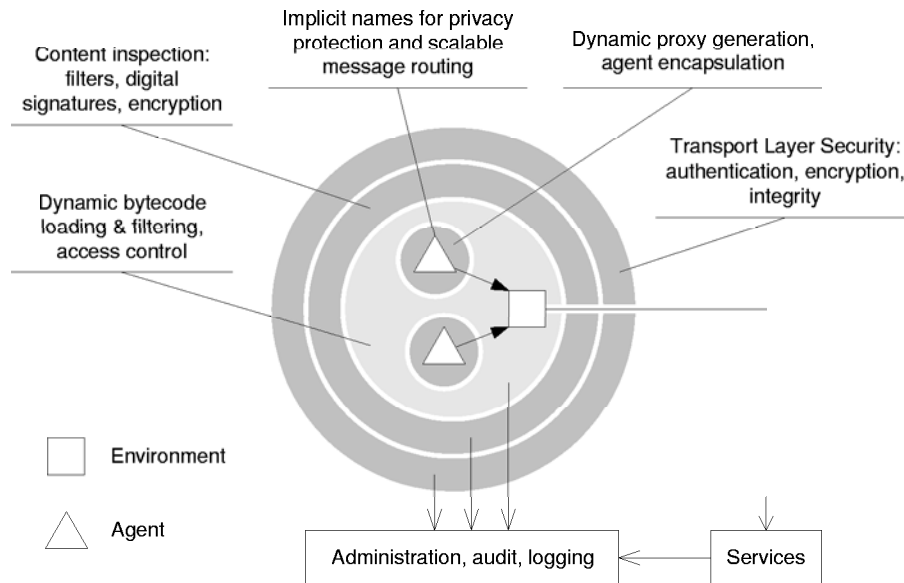 Implicit names for privacy
protection and scalable
message routing
Content inspection:
filters, digital
signatures, encryption
Dynamic proxy generation,
agent encapsulation
Transport Layer Security:
authentication, encryption,
integrity
Dynamic bytecode
loading & filtering,
access control
Environment
Agent
Administration, audit, logging
Services